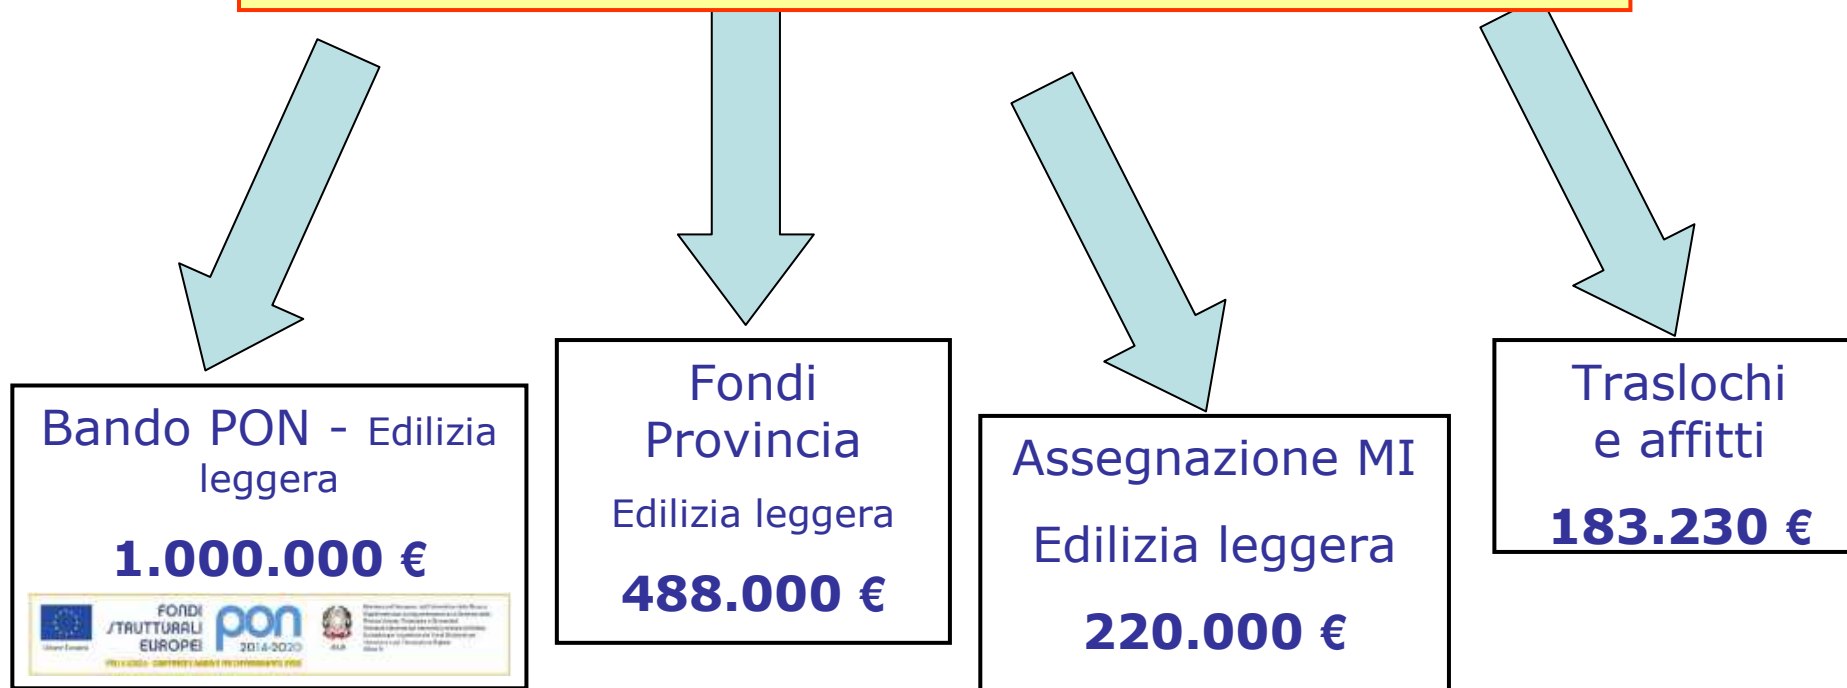 Bando PON - Edilizia
leggera
1.000.000 €
FONDI
STRUTTURALI
EUROPEI
pon
2014-2020
Fondi
Provincia
Edilizia leggera
488.000 €
Assegnazione MI
Edilizia leggera
220.000 €
Traslochi
e affitti
183.230 €